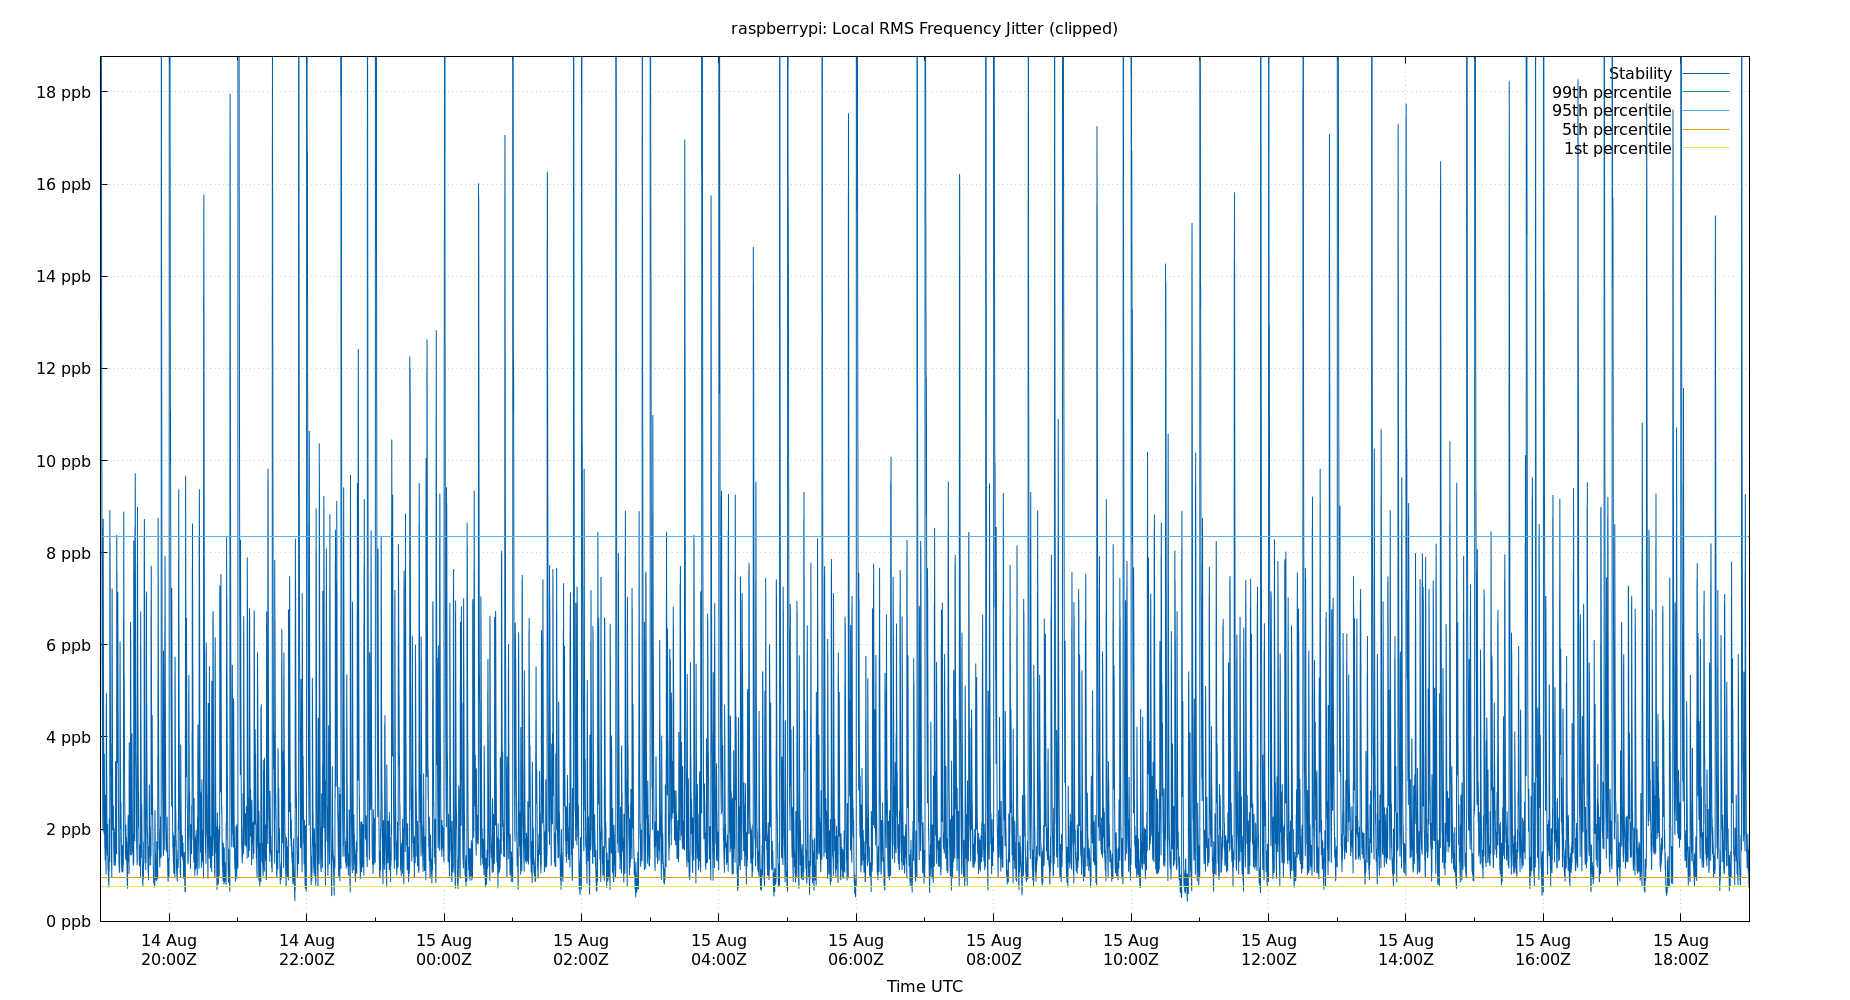 raspberrypi: Local RMS Frequency Jitter (clipped)
Stability
99th percentile
95th percentile
5th percentile
1st percentile
18 ppb
16 ppb
14 ppb
12 ppb
10 ppb
8 ppb
6 ppb
4 ppb
2 ppb
0 ppb
14 Aug 14 Aug 15 Aug 15 Aug 15 Aug 15 Aug 15 Aug 15 Aug 15 Aug 15 Aug 15 Aug 15 Aug
20:00Z 22:00Z 00:00Z 02:00Z 04:00Z 06:00Z 08:00Z 10:00Z 12:00Z 14:00Z 16:00Z 18:00Z
Time UTC